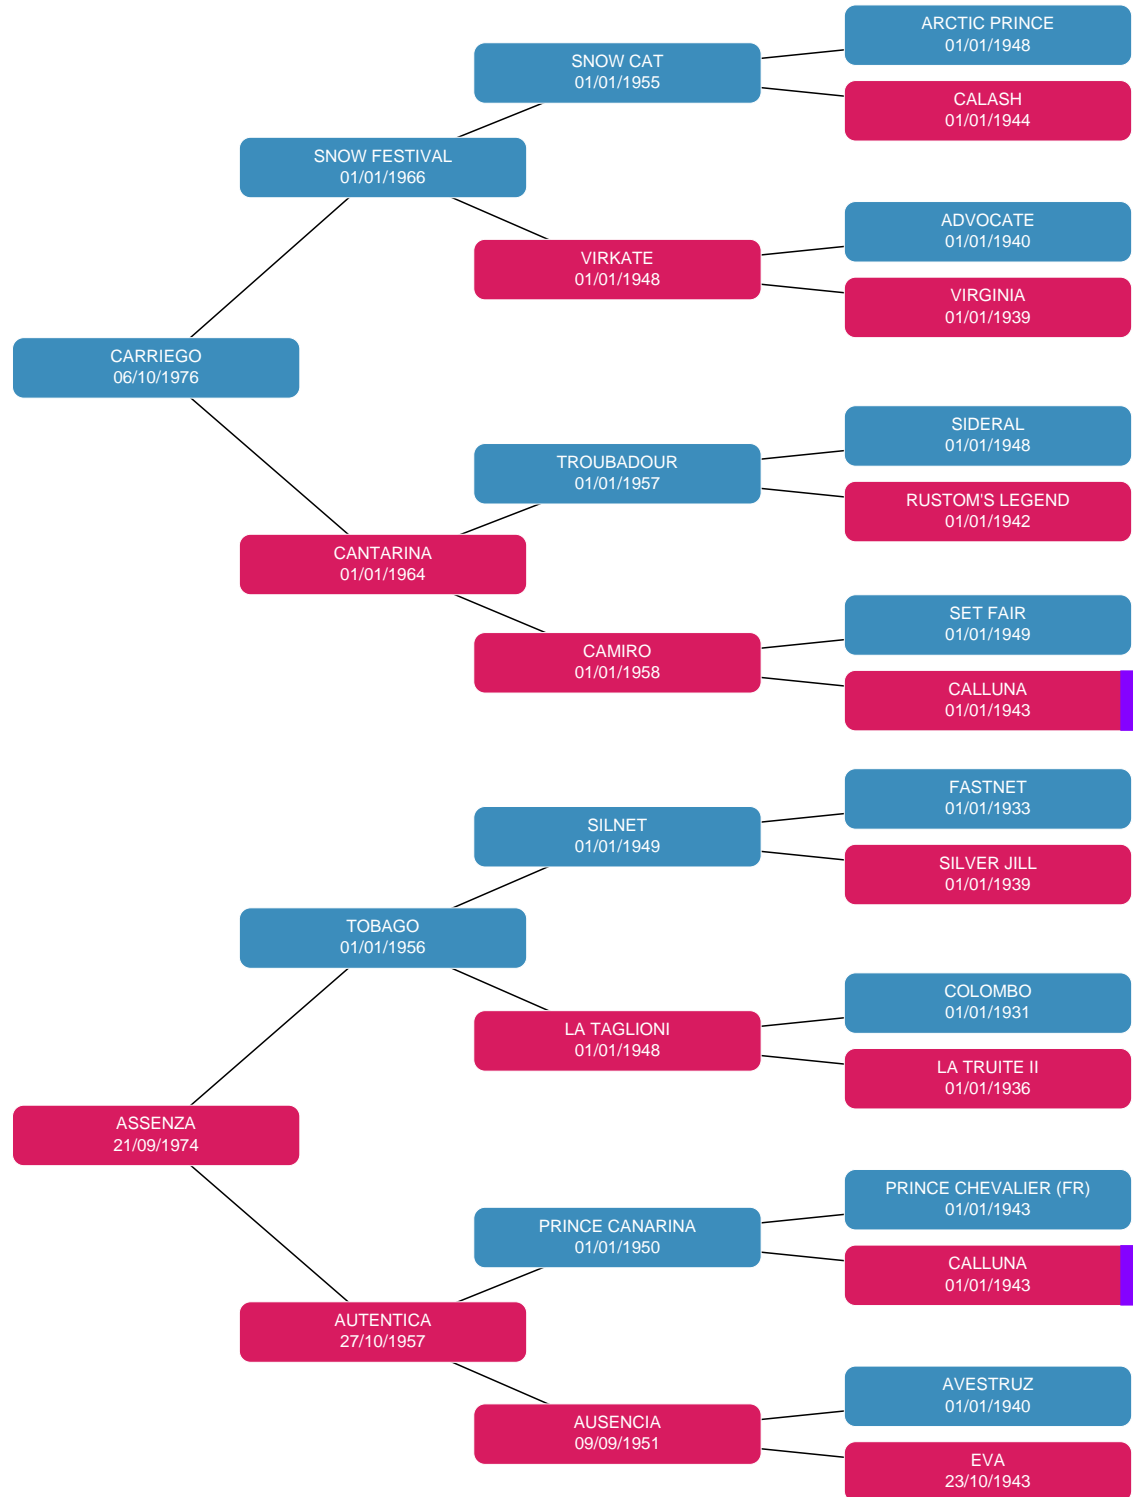 ARCTIC PRINCE
01/01/1948
SNOW CAT
01/01/1955
CALASH
01/01/1944
SNOW FESTIVAL
01/01/1966
ADVOCATE
01/01/1940
VIRKATE
01/01/1948
VIRGINIA
01/01/1939
CARRIEGO
06/10/1976
SIDERAL
01/01/1948
TROUBADOUR
01/01/1957
RUSTOM'S LEGEND
01/01/1942
CANTARINA
01/01/1964
SET FAIR
01/01/1949
CAMIRO
01/01/1958
CALLUNA
01/01/1943
FASTNET
01/01/1933
SILNET
01/01/1949
SILVER JILL
01/01/1939
TOBAGO
01/01/1956
COLOMBO
01/01/1931
LA TAGLIONI
01/01/1948
LA TRUITE II
01/01/1936
ASSENZA
21/09/1974
PRINCE CHEVALIER (FR)
01/01/1943
PRINCE CANARINA
01/01/1950
CALLUNA
01/01/1943
AUTENTICA
27/10/1957
AVESTRUZ
01/01/1940
AUSENCIA
09/09/1951
EVA
23/10/1943